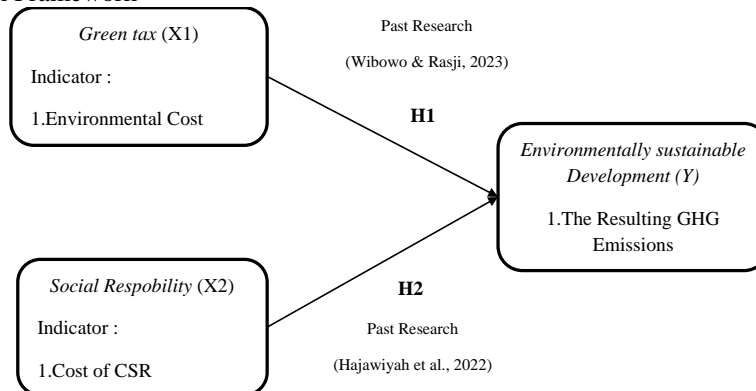 Green tax (X1)
Indicator :
1.Environmental Cost
Past Research
(Wibowo & Rasji, 2023)
H1
Environmentally sustainable
Development (Y)
1.The Resulting GHG
Emissions
Social Respobility (X2)
Indicator :
1.Cost of CSR
H2
Past Research
(Hajawiyah et al., 2022)